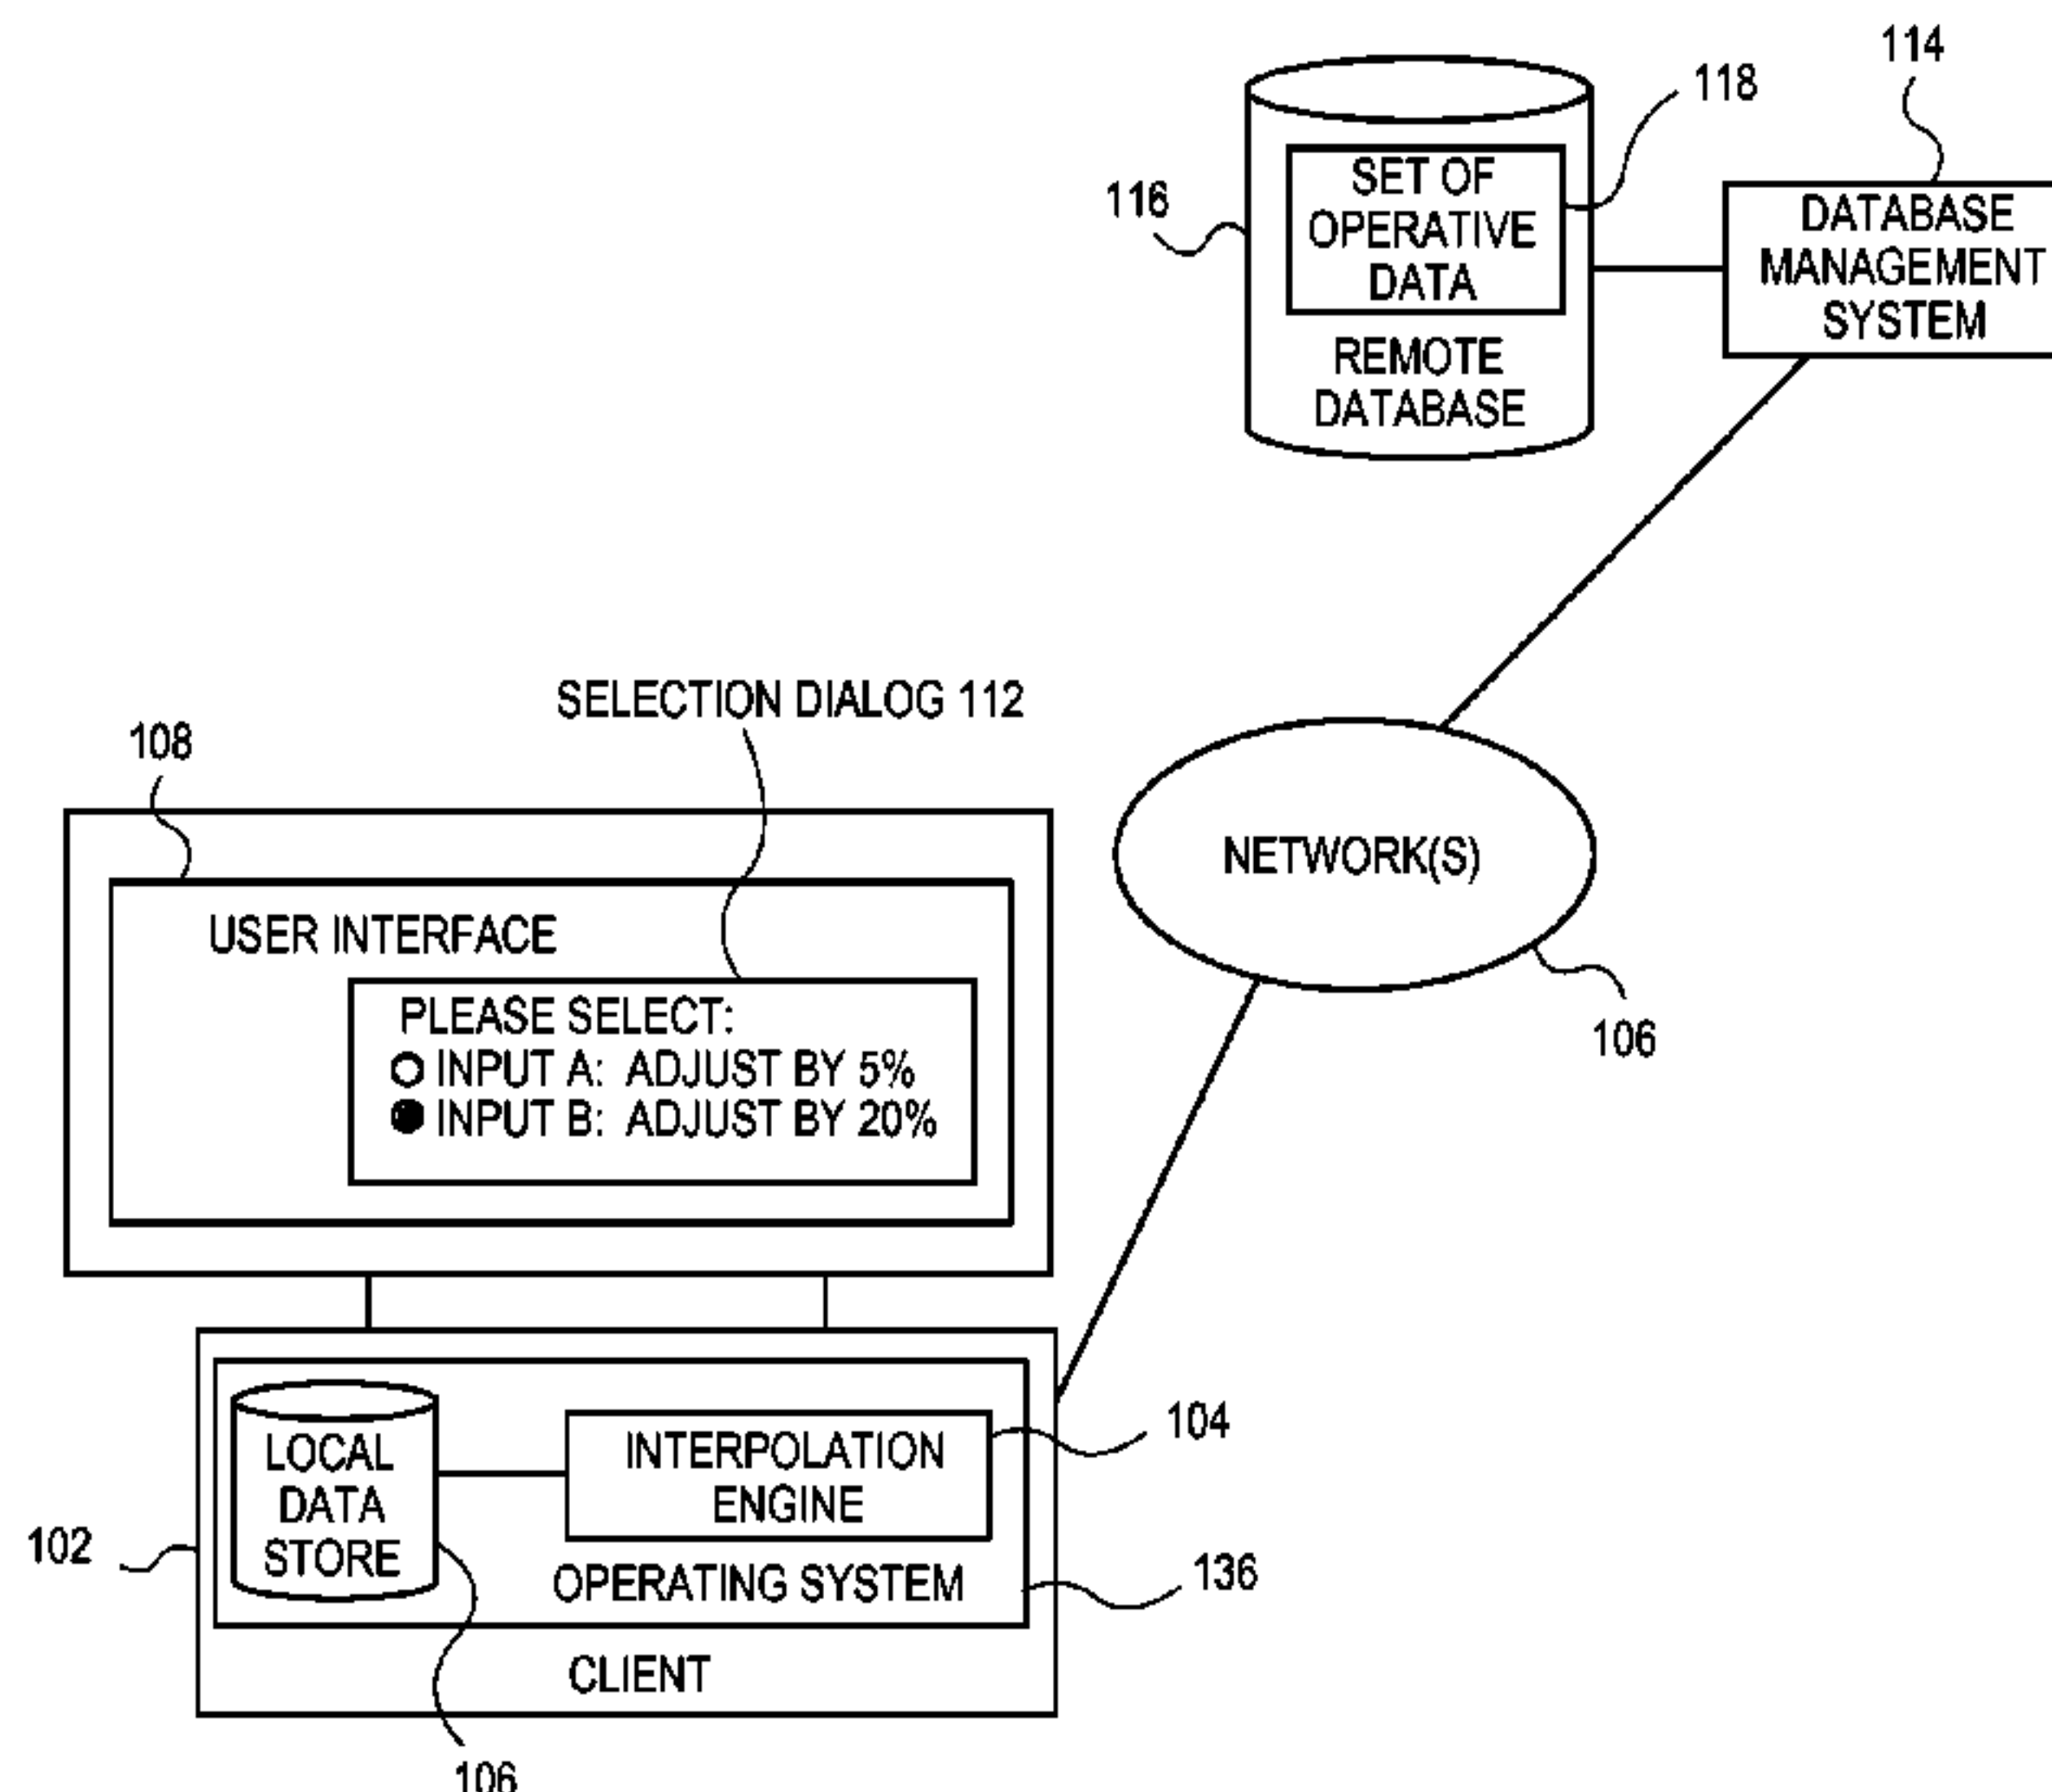 114
118
116
SET OF
OPERATIVE
DATA
REMOTE
DATABASE
DATABASE
MANAGEMENT
SYSTEM
SELECTION DIALOG 112
108
USER INTERFACE
PLEASE SELECT:
INPUT A: ADJUST BY 5%
INPUT B: ADJUST BY 20%
NETWORK(S)
106
LOCAL
DATA
STORE
INTERPOLATION
ENGINE
104
102
OPERATING SYSTEM
136
CLIENT
106